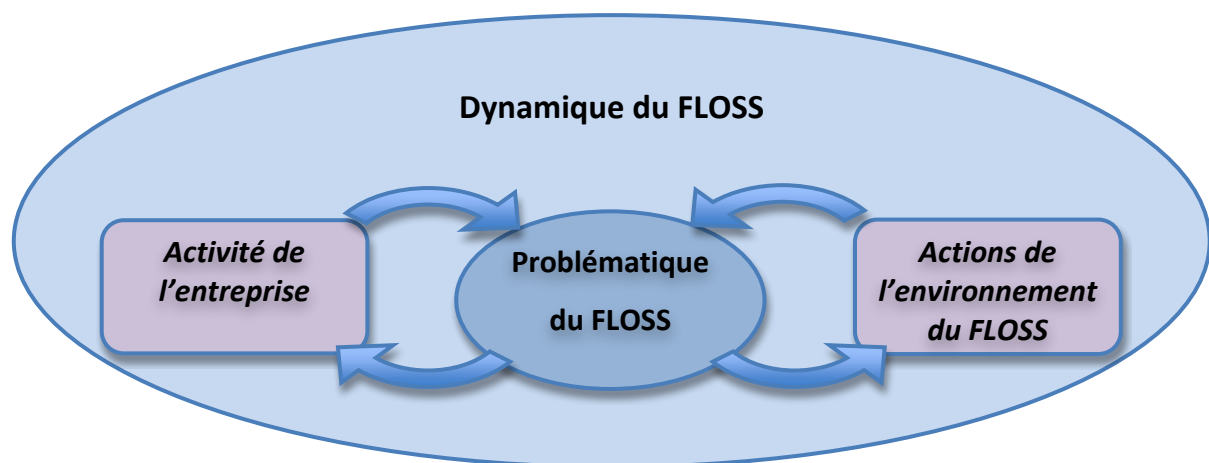 Dynamique du FLOSS
Activité de
l’entreprise
Problématique
du FLOSS
Actions de
l’environnement
du FLOSS